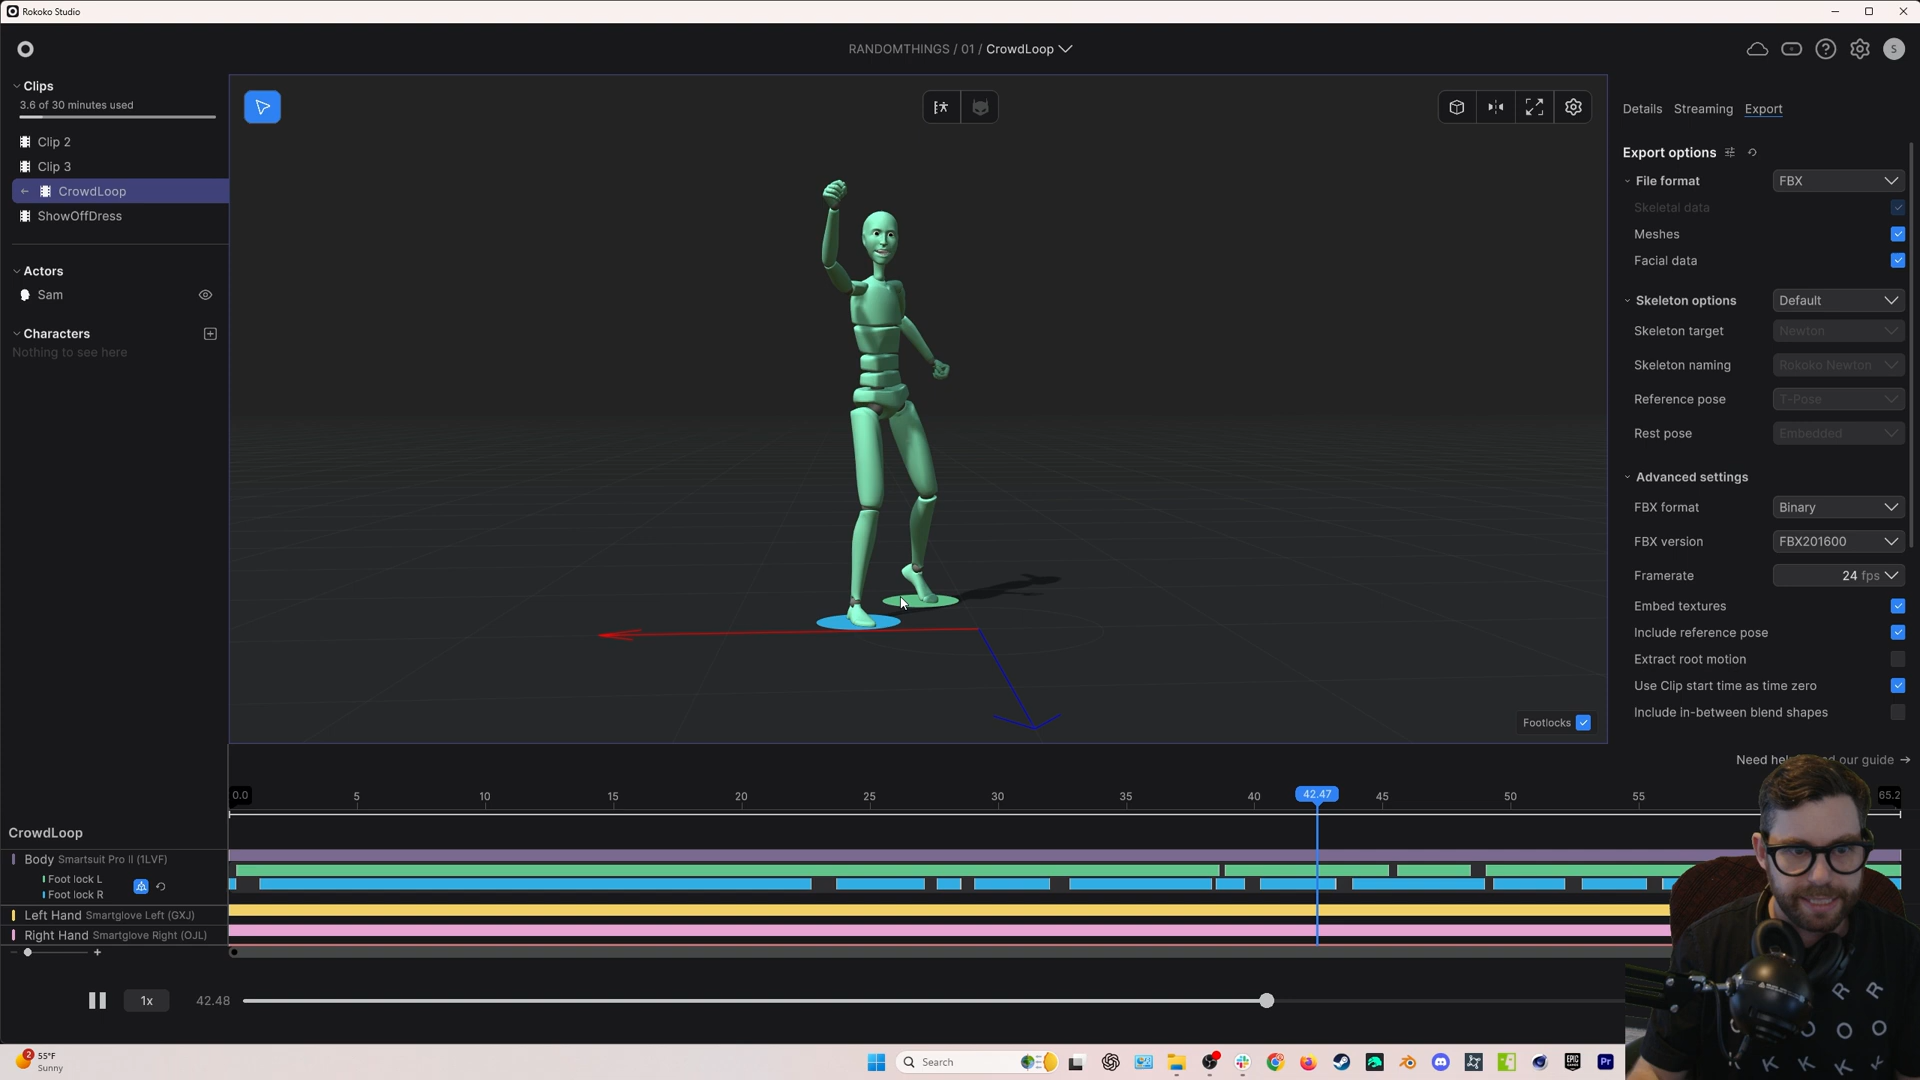 Rokoko Studio
RANDOMTHINGS / 01 / CrowdLoop
S
Clips
3.6 of 30 minutes used
Clip 2
Clip 3
CrowdLoop
ShowOffDress
Actors
Sam
Characters
Nothing to see here
Details Streaming Export
Export options
File format FBX
Skeletal data
Meshes
Facial data
Skeleton options Default
Skeleton target Newton
Skeleton naming Rokoko Newton
Reference pose T-Pose
Rest pose Embedded
Advanced settings
FBX format Binary
FBX version FBX201600
Framerate 24 fps
Embed textures
Include reference pose
Extract root motion
Use Clip start time as time zero
Include in-between blend shapes
Footlocks
Need our guide
0.0 5 10 15 20 25 30 35 40 42.47 45 50 55 65.2
CrowdLoop
Body Smartsuit Pro II (1LVF)
Foot lock L
Foot lock R
Left Hand Smartglove Left (GXJ)
Right Hand Smartglove Right (OJL)
1x 42.48
R R
O O
K K K
2
55°F
Sunny
Search
EPIC
Pr